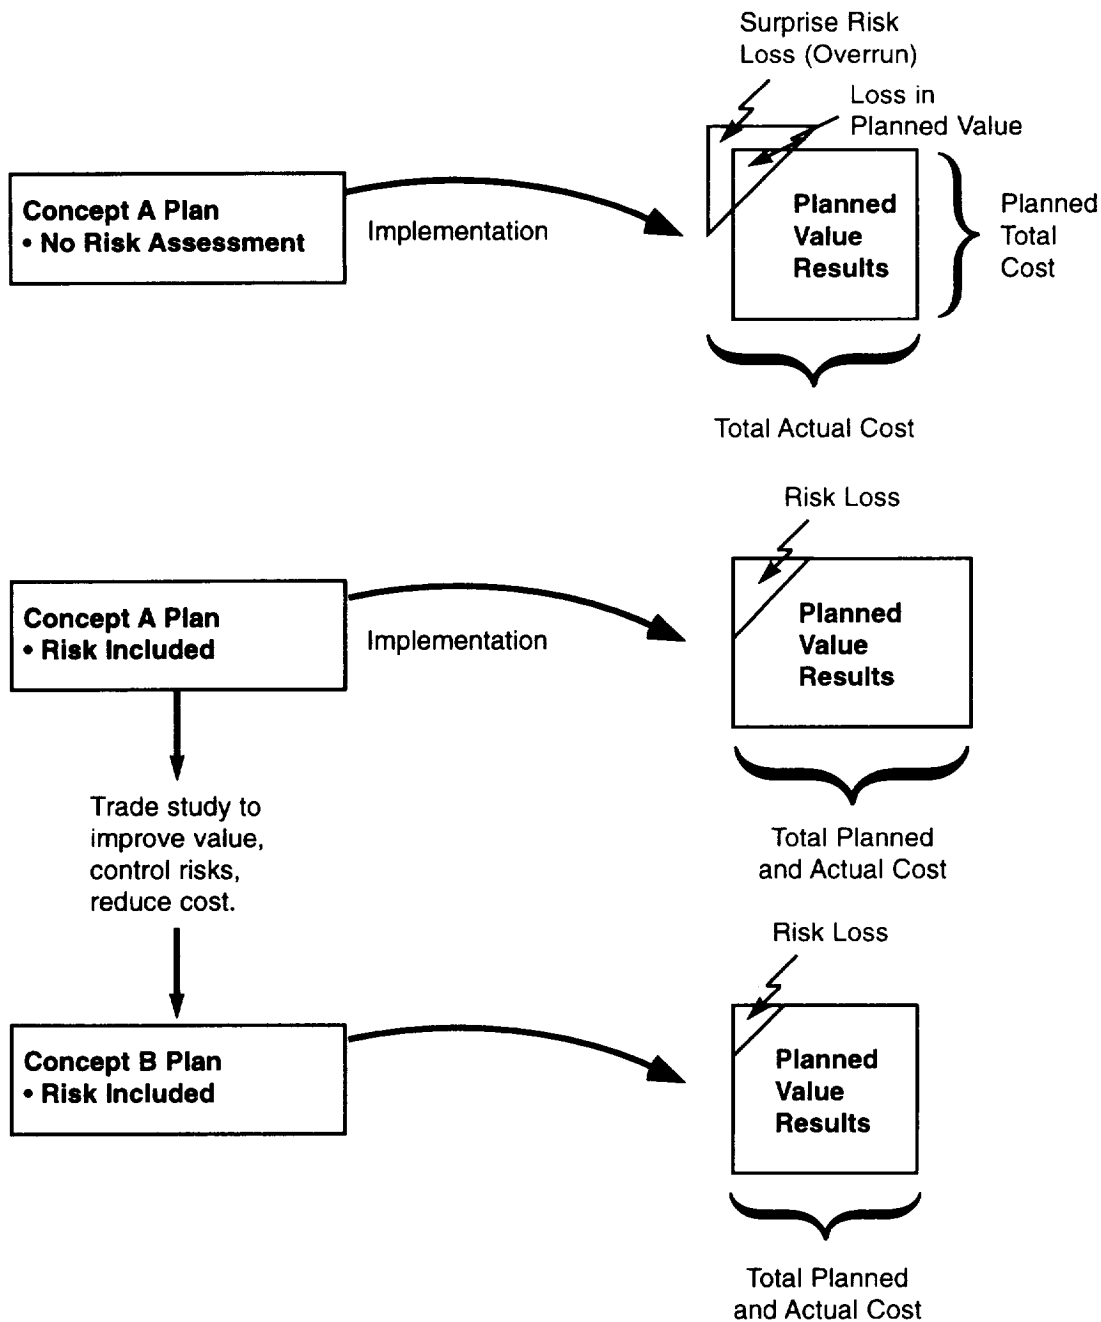 Surprise Risk
Loss (Overrun)
Loss in
Planned Value
Concept A Plan
• No Risk Assessment
Implementation
Planned
Value
Results
Planned
Total
Cost
Total Actual Cost
Risk Loss
Concept A Plan
• Risk Included
Implementation
Planned
Value
Results
Trade study to
improve value,
control risks,
reduce cost.
Total Planned
and Actual Cost
Risk Loss
Concept B Plan
• Risk Included
Planned
Value
Results
Total Planned
and Actual Cost